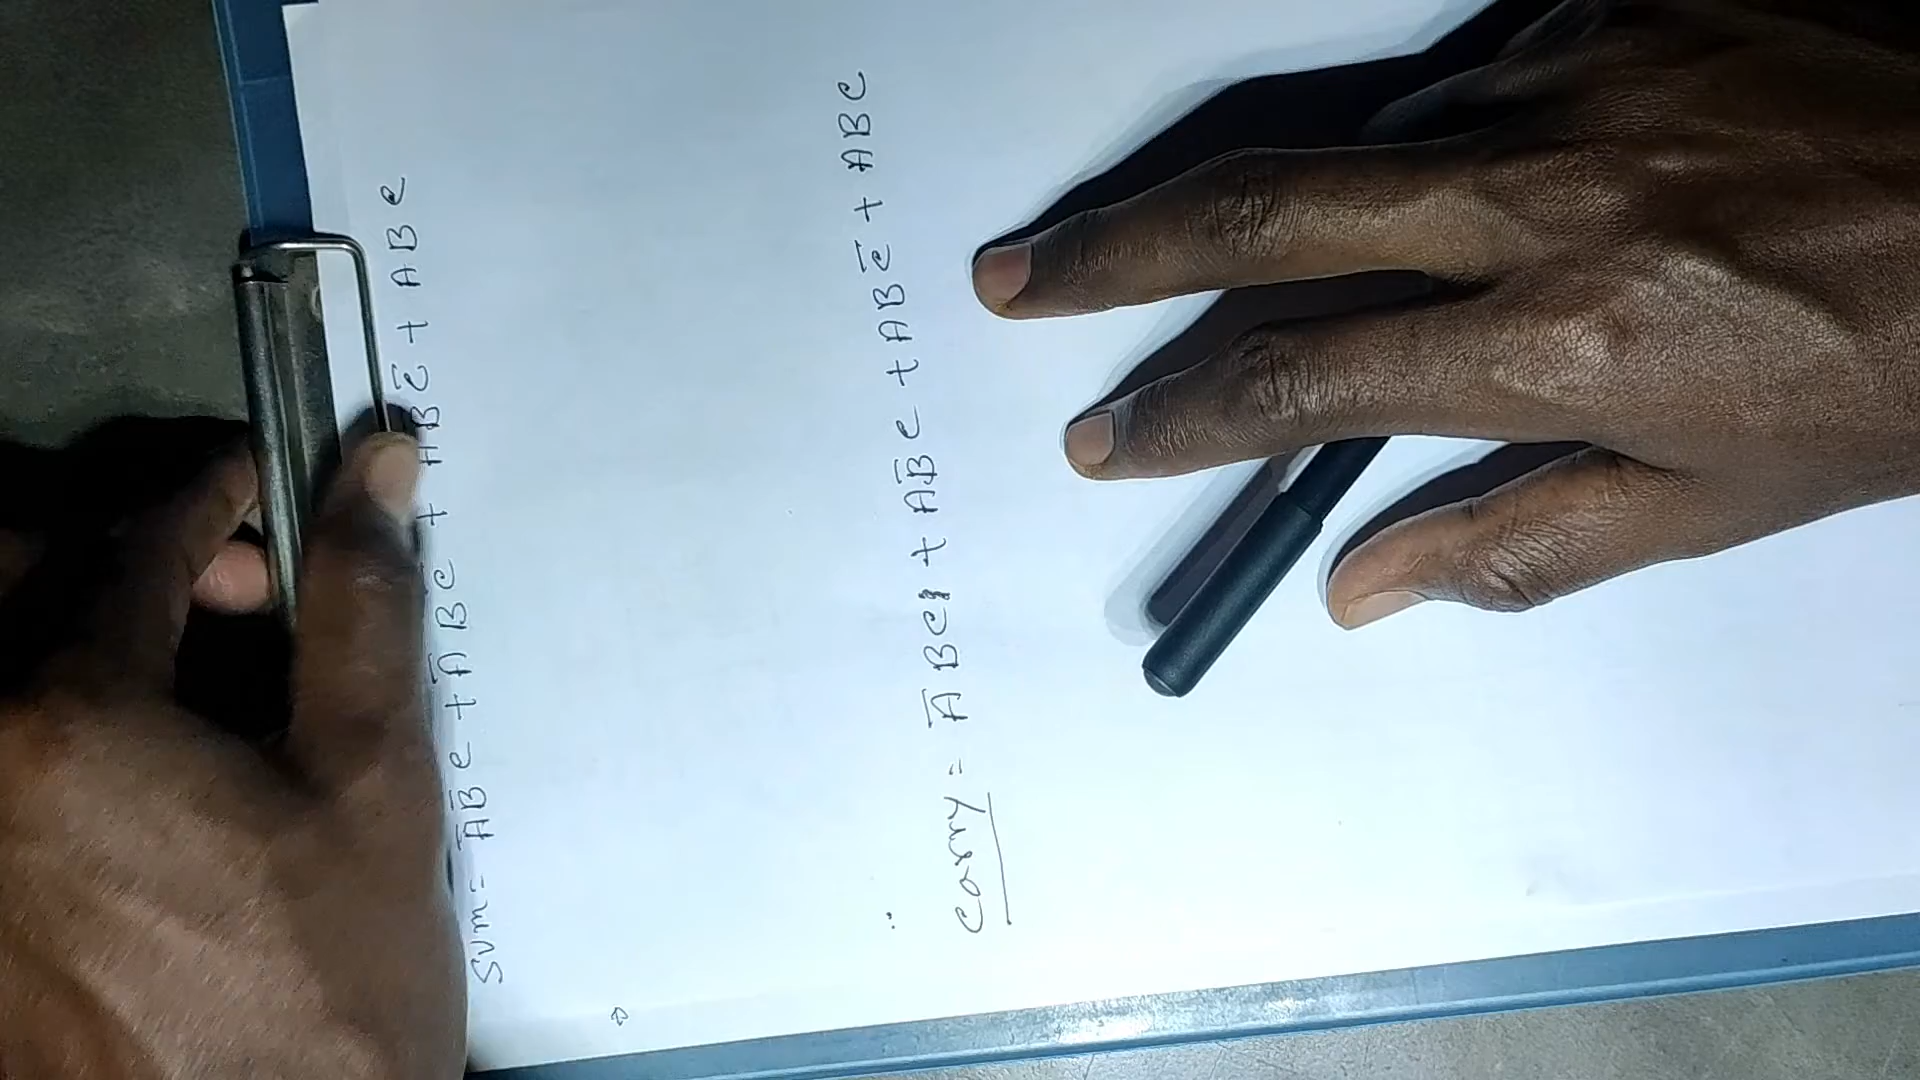 Sum = A̅B̅C + A̅BC̅ + AB̅C̅ + ABC
∴
Carry = A̅BC + AB̅C + ABC̅ + ABC